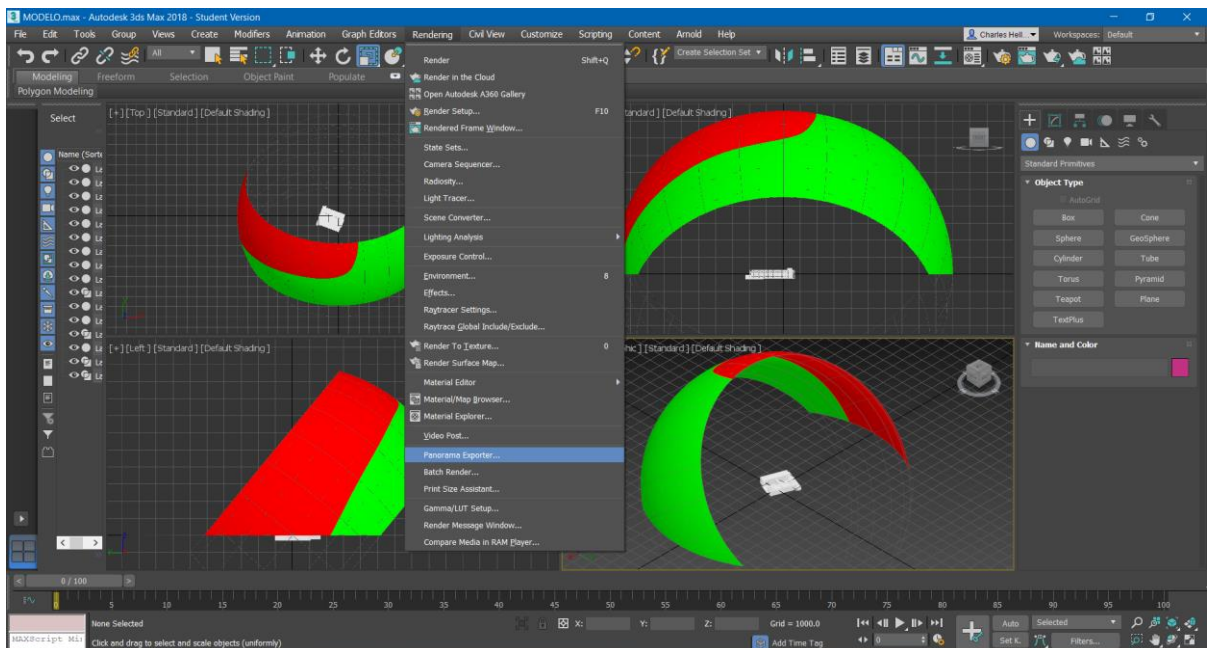 MODELO.max - Autodesk 3ds Max 2018 - Student Version
File Edit Tools Group Views Create Modifiers Animation Graph Editors Rendering Civil View Customize Scripting Content Arnold Help
Charles Hell...
Workspaces: Default
All
Create Selection Set
Modeling Freeform Selection Object Paint Populate
Polygon Modeling
Select
Name (Sorte
Render Shift+Q
Render in the Cloud
Open Autodesk A360 Gallery
Render Setup... F10
Rendered Frame Window...
State Sets...
Camera Sequencer...
Radiosity...
Light Tracer...
Scene Converter...
Lighting Analysis
Exposure Control...
Environment... 8
Effects...
Raytracer Settings...
Raytrace Global Include/Exclude...
Render To Texture... 0
Render Surface Map...
Material Editor
Material/Map Browser...
Material Explorer...
Video Post...
Panorama Exporter...
Batch Render...
Print Size Assistant...
Gamma/LUT Setup...
Render Message Window...
Compare Media in RAM Player...
[+] [Top ] [Standard ] [Default Shading ]
tandard ] [Default Shading ]
[+] [Left ] [Standard ] [Default Shading ]
hic ] [Standard ] [Default Shading ]
Standard Primitives
Object Type
AutoGrid
Box Cone
Sphere GeoSphere
Cylinder Tube
Torus Pyramid
Teapot Plane
TextPlus
Name and Color
0 / 100
0 5 10 15 20 25 30 35 40 45 50 55 60 65 70 75 80 85 90 95 100
None Selected
X: Y: Z: Grid = 1000.0
Auto Selected
MAXScript Mi
Click and drag to select and scale objects (uniformly)
Add Time Tag
0
Set K. Filters...